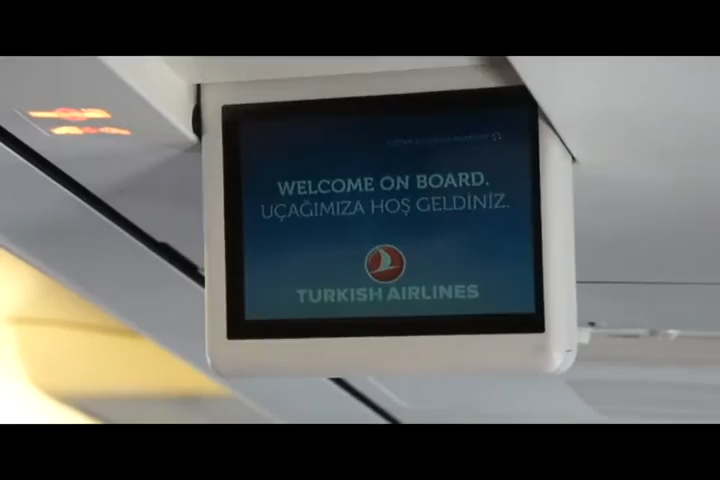 WELCOME ON BOARD.
UÇAĞIMIZA HOŞ GELDİNİZ.
TURKISH AIRLINES